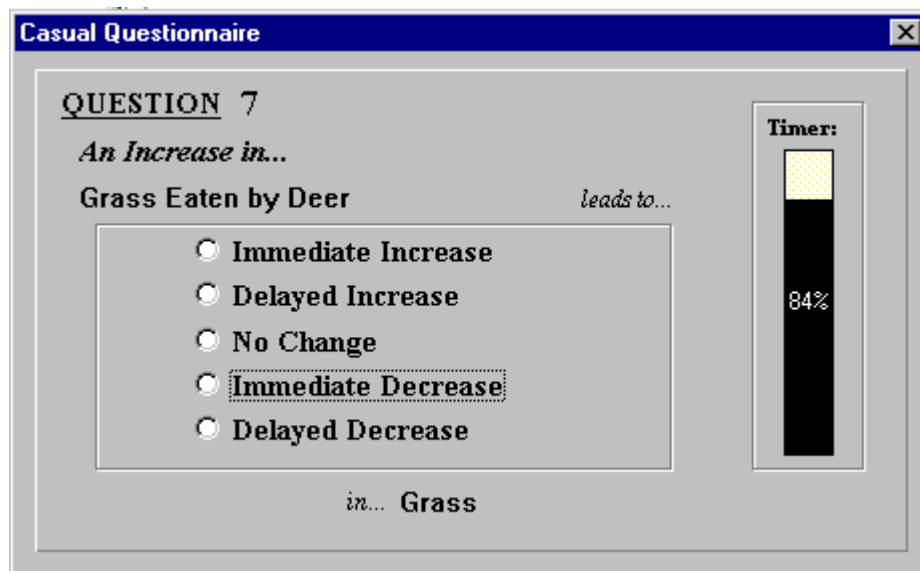 Casual Questionnaire
QUESTION 7
An Increase in...
Grass Eaten by Deer leads to...
Immediate Increase
Delayed Increase
No Change
Immediate Decrease
Delayed Decrease
in... Grass
Timer:
84%